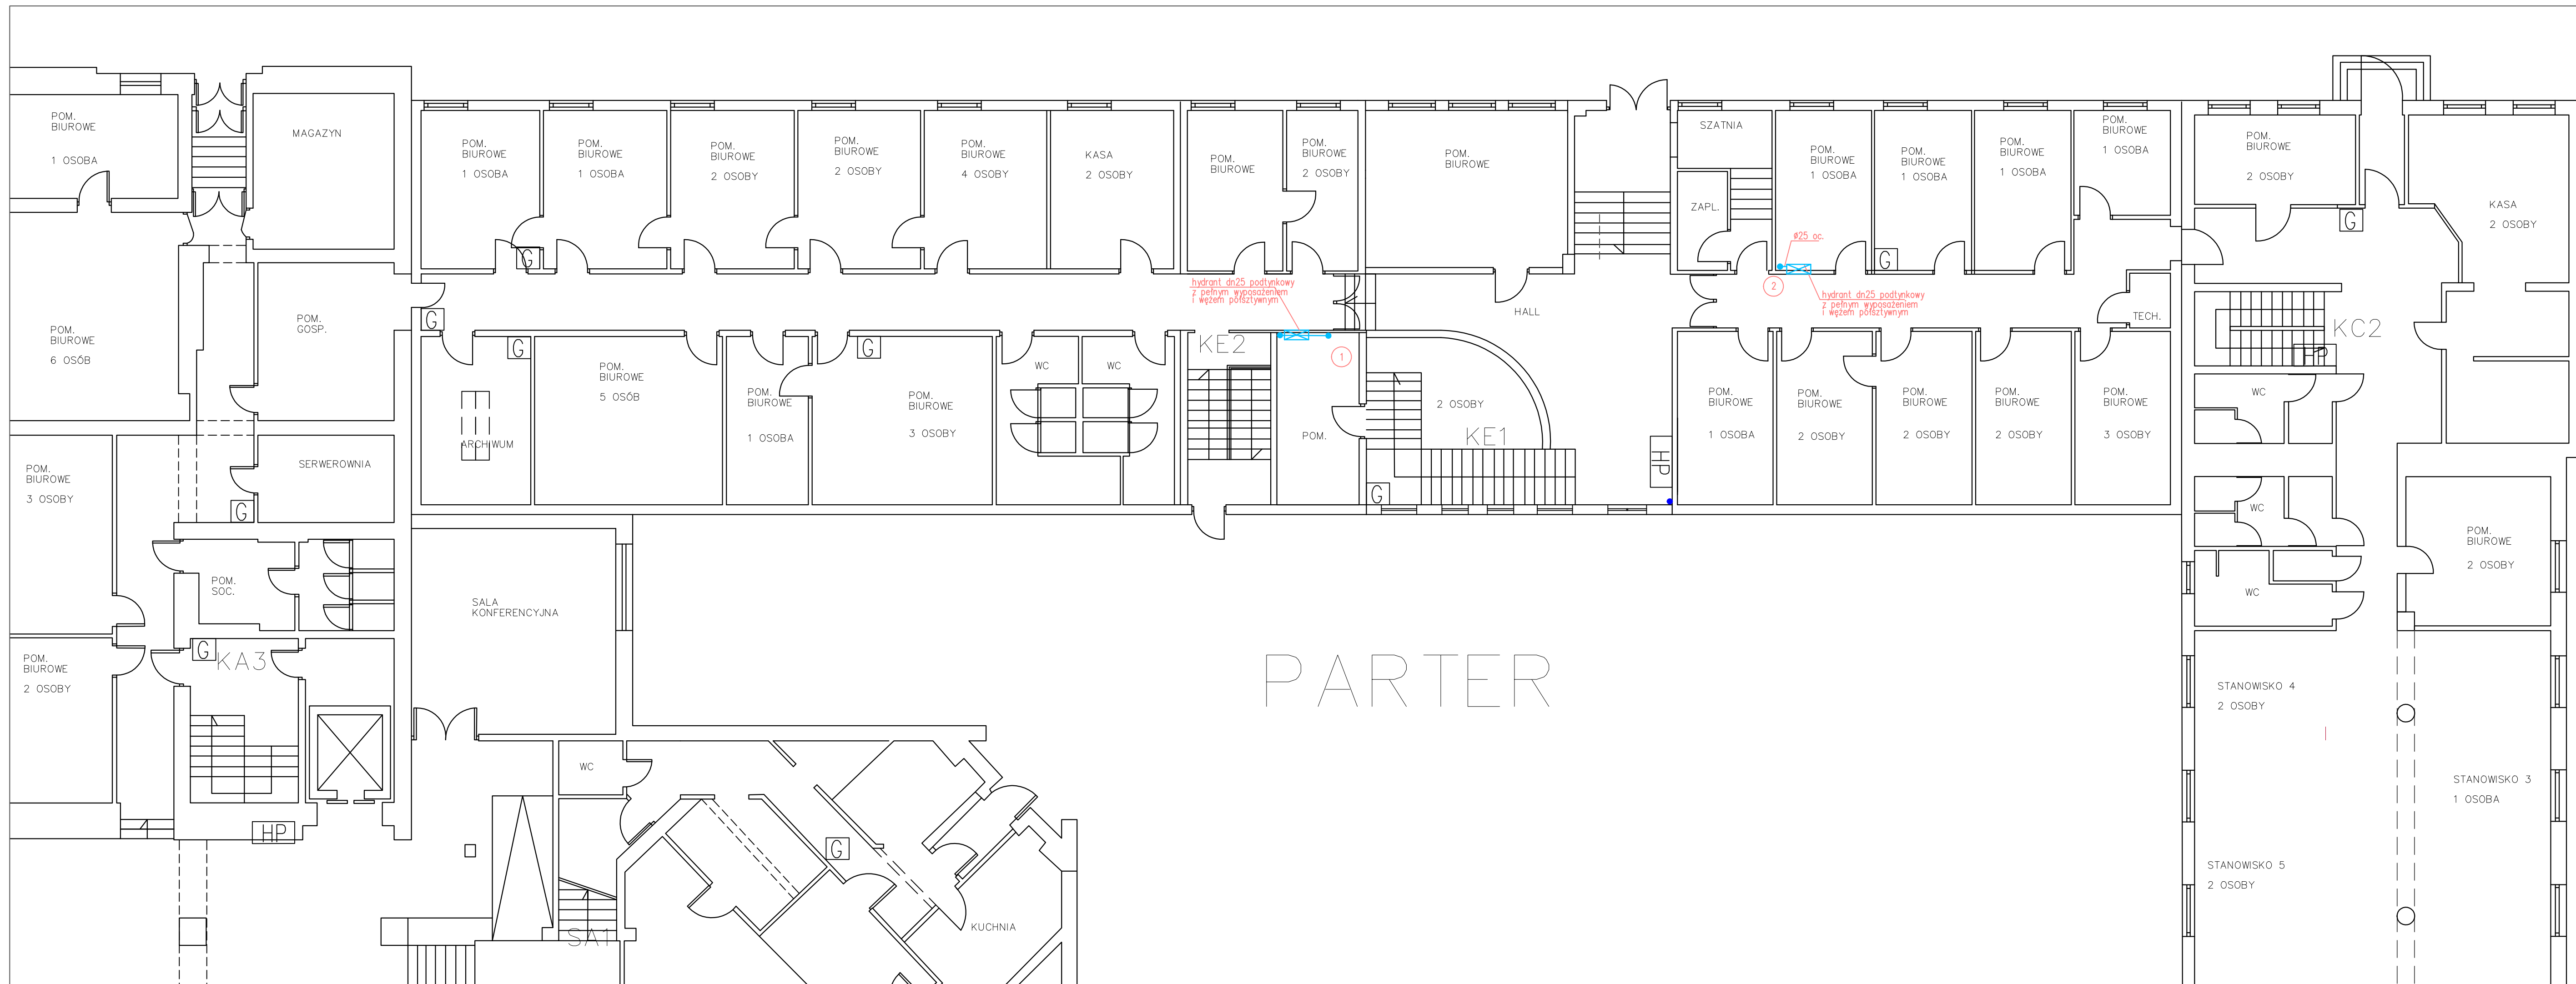 POM.
BIUROWE
1 OSOBA
MAGAZYN
POM.
BIUROWE
1 OSOBA
POM.
BIUROWE
1 OSOBA
POM.
BIUROWE
2 OSOBY
POM.
BIUROWE
2 OSOBY
POM.
BIUROWE
4 OSOBY
KASA
2 OSOBY
POM.
BIUROWE
POM.
BIUROWE
2 OSOBY
POM.
BIUROWE
SZATNIA
ZAPL.
POM.
BIUROWE
1 OSOBA
POM.
BIUROWE
1 OSOBA
POM.
BIUROWE
1 OSOBA
POM.
BIUROWE
1 OSOBA
POM.
BIUROWE
2 OSOBY
G
KASA
2 OSOBY
G
G
ø25 oc.
2
hydrant dn25 podtynkowy
z pełnym wyposażeniem
i wężem półsztywnym
hydrant dn25 podtynkowy
z pełnym wyposażeniem
i wężem półsztywnym
1
HALL
TECH.
KC2
HP
POM.
BIUROWE
6 OSÓB
POM.
GOSP.
G
G
ARCHIWUM
POM.
BIUROWE
5 OSÓB
POM.
BIUROWE
1 OSOBA
G
POM.
BIUROWE
3 OSOBY
WC
WC
KE2
POM.
2 OSOBY
KE1
G
HP
POM.
BIUROWE
1 OSOBA
POM.
BIUROWE
2 OSOBY
POM.
BIUROWE
2 OSOBY
POM.
BIUROWE
2 OSOBY
POM.
BIUROWE
3 OSOBY
WC
WC
WC
POM.
BIUROWE
2 OSOBY
POM.
BIUROWE
3 OSOBY
SERWEROWNIA
G
POM.
SOC.
SALA
KONFERENCYJNA
POM.
BIUROWE
2 OSOBY
G
KA3
HP
PARTER
WC
G
SA1
KUCHNIA
STANOWISKO 4
2 OSOBY
STANOWISKO 3
1 OSOBA
STANOWISKO 5
2 OSOBY